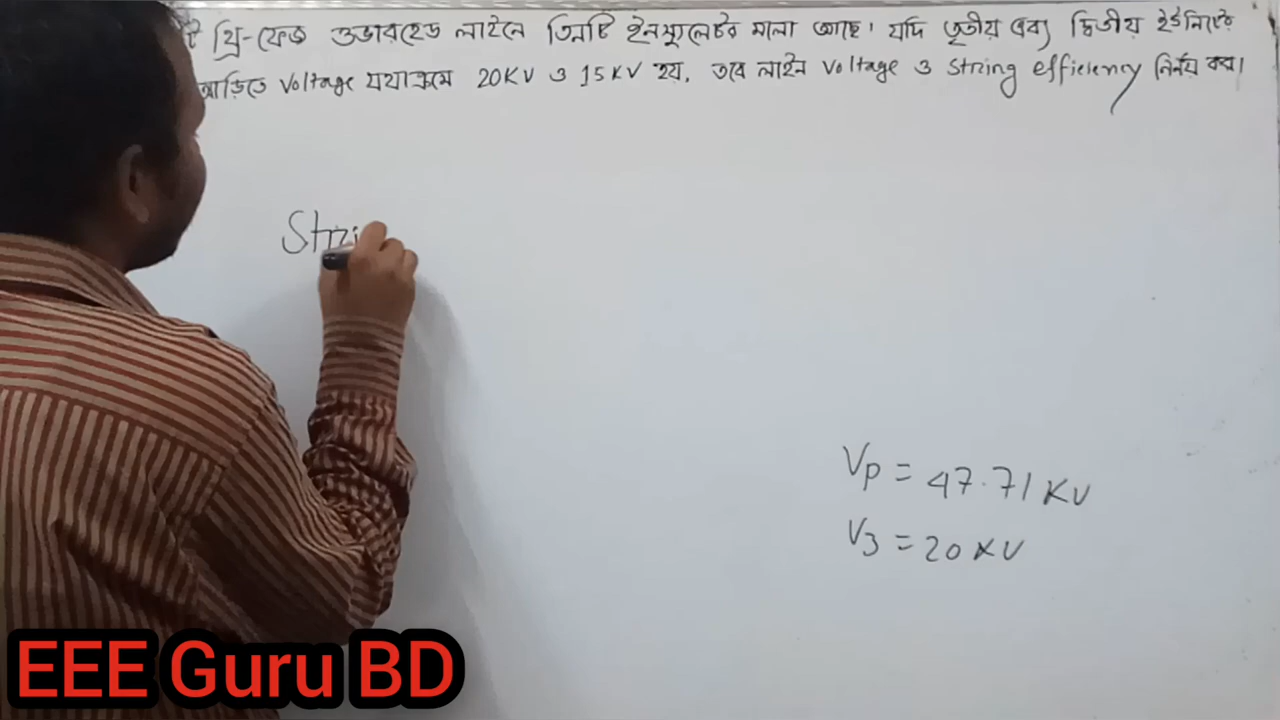 টি থ্রি-ফেজ ওভারহেড লাইনে তিনটি ইনস্যুলেটর মালা আছে। যদি তৃতীয় এবং দ্বিতীয় ইউনিটের
আড়িতে Voltage যথাক্রমে 20KV ও 15KV হয়, তবে লাইন Voltage ও String efficiency নির্নয় কর।
Stri
Vp = 47.71 KV
V3 = 20 KV
EEE Guru BD